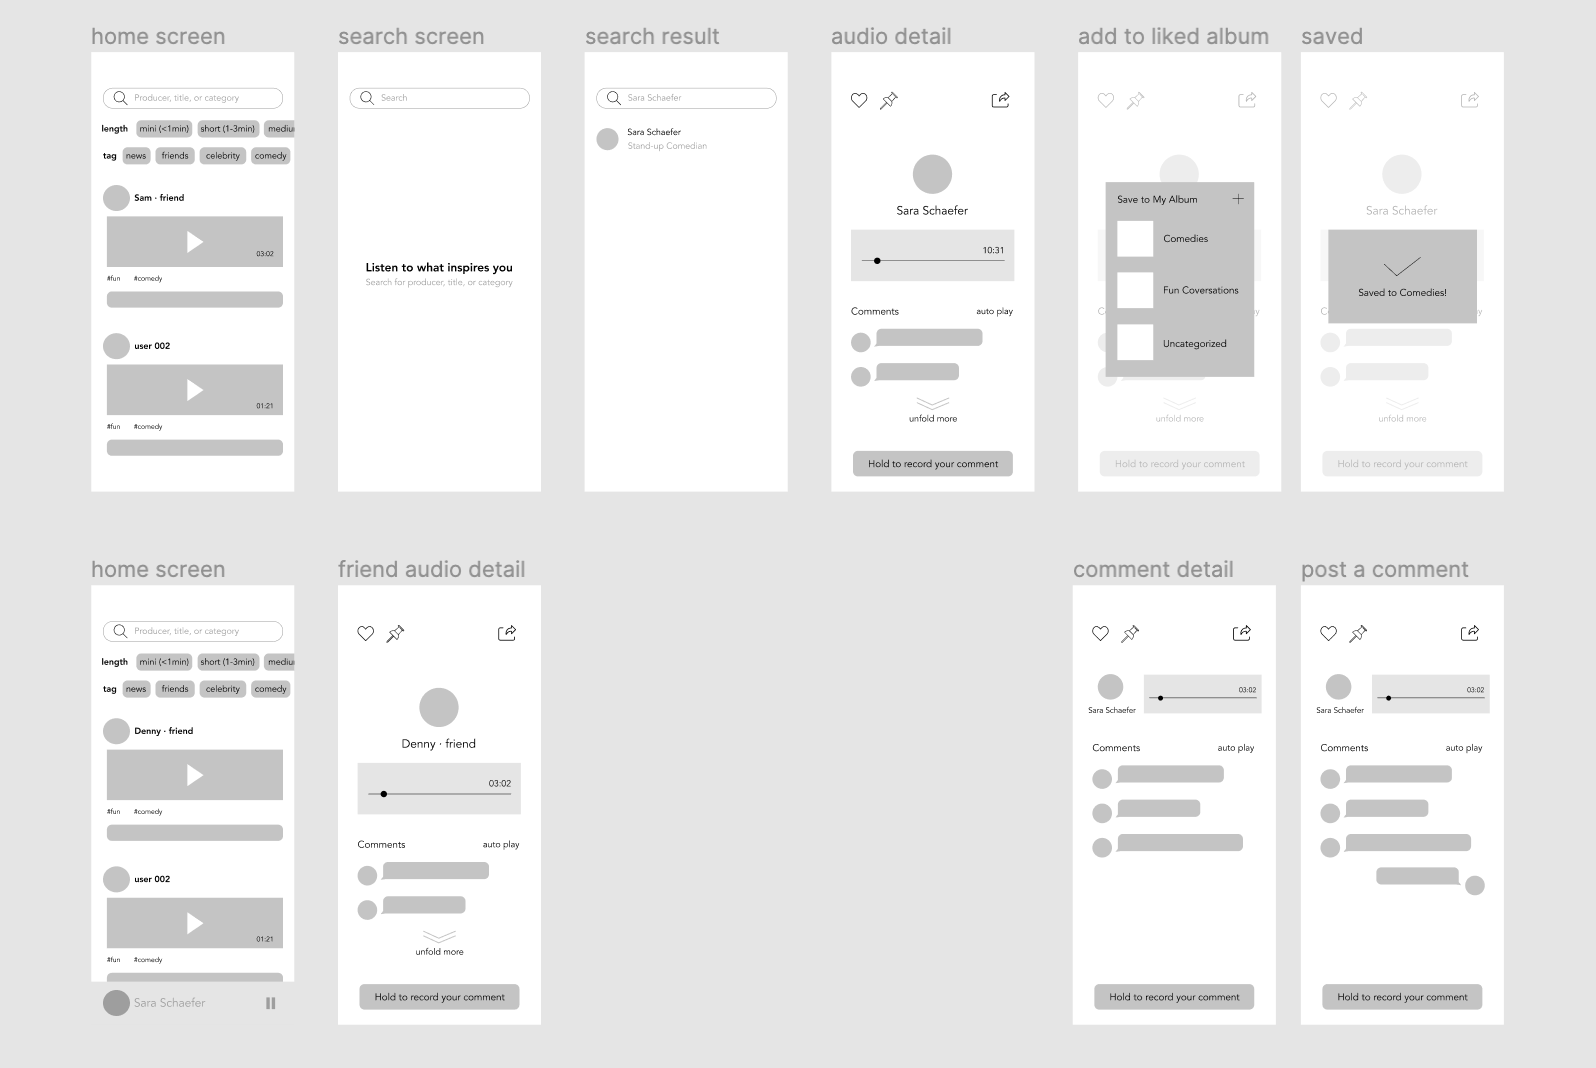 home screen
Producer, title, or category
length mini (<1min) short (1-3min) mediu
tag news friends celebrity comedy
Sam · friend
03:02
#fun #comedy
user 002
01:21
#fun #comedy
search screen
Search
Listen to what inspires you
Search for producer, title, or category
search result
Sara Schaefer
Sara Schaefer
Stand-up Comedian
audio detail
Sara Schaefer
10:31
Comments auto play
unfold more
Hold to record your comment
add to liked album
Save to My Album
Comedies
Fun Coversations
Uncategorized
C y
unfold more
Hold to record your comment
saved
Sara Schaefer
Saved to Comedies!
C y
unfold more
Hold to record your comment
home screen
Producer, title, or category
length mini (<1min) short (1-3min) mediu
tag news friends celebrity comedy
Denny · friend
#fun #comedy
user 002
01:21
#fun #comedy
Sara Schaefer
friend audio detail
Denny · friend
03:02
Comments auto play
unfold more
Hold to record your comment
comment detail
03:02
Sara Schaefer
Comments auto play
Hold to record your comment
post a comment
03:02
Sara Schaefer
Comments auto play
Hold to record your comment